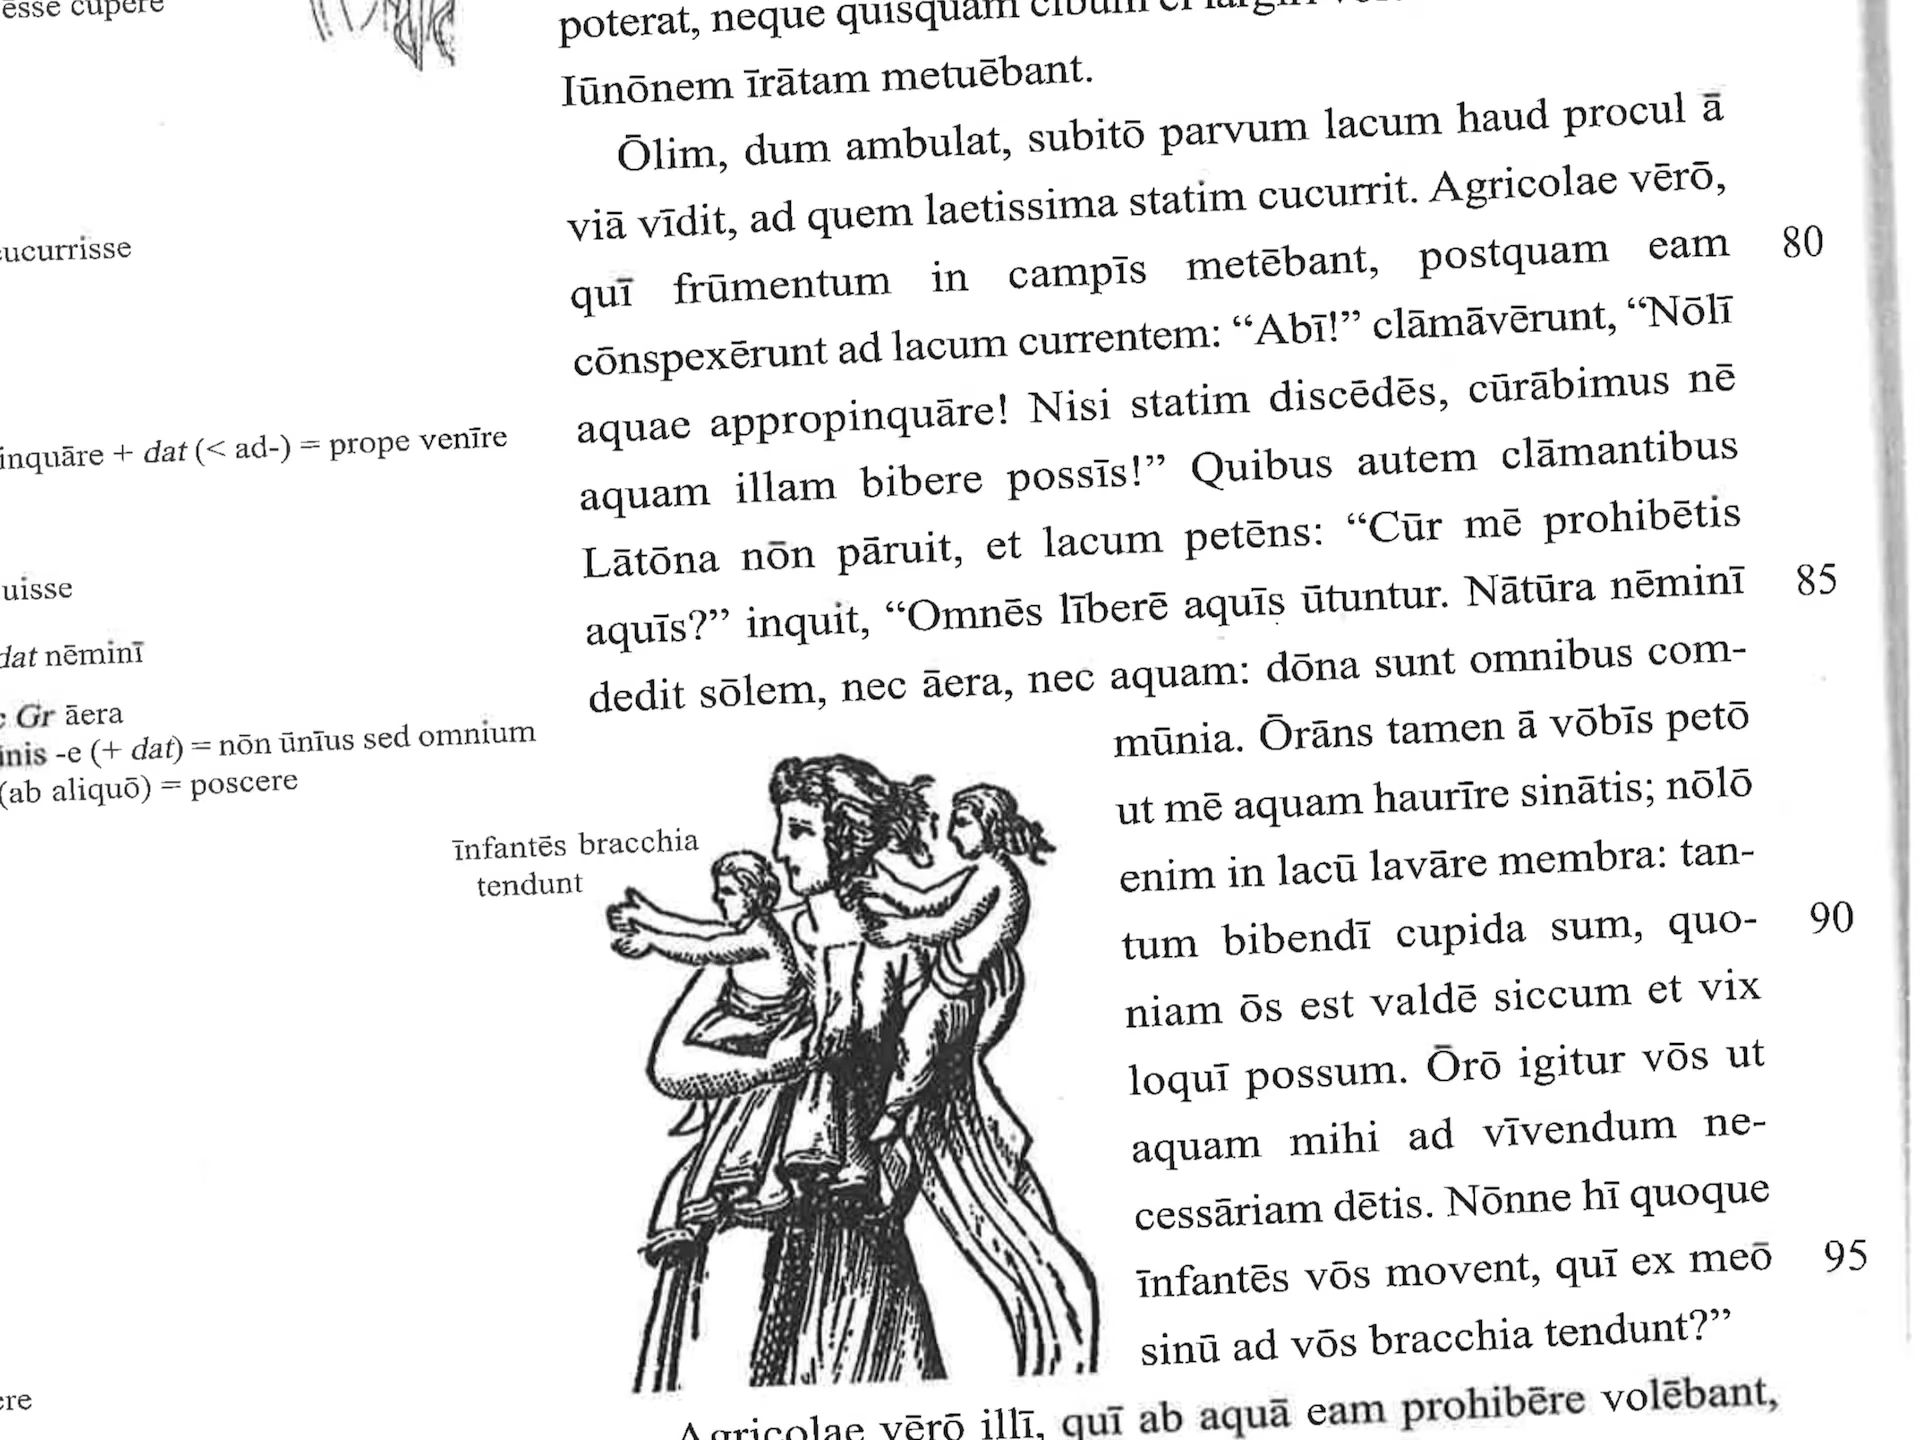 esse cupere
ucurrisse
inquāre + dat (< ad-) = prope venīre
uisse
dat nēminī
Gr āera
inis -e (+ dat) = nōn ūnīus sed omnium
(ab aliquō) = poscere
ere
poterat, neque quisquam cibum eī largīrī
Iūnōnem īrātam metuēbant.
Ōlim, dum ambulat, subitō parvum lacum haud procul ā
viā vīdit, ad quem laetissima statim cucurrit. Agricolae vērō,
quī frūmentum in campīs metēbant, postquam eam 80
cōnspexērunt ad lacum currentem: “Abī!” clāmāvērunt, “Nōlī
aquae appropinquāre! Nisi statim discēdēs, cūrābimus nē
aquam illam bibere possīs!” Quibus autem clāmantibus
Lātōna nōn pāruit, et lacum petēns: “Cūr mē prohibētis
aquīs?” inquit, “Omnēs līberē aquīs ūtuntur. Nātūra nēminī 85
dedit sōlem, nec āera, nec aquam: dōna sunt omnibus com-
mūnia. Ōrāns tamen ā vōbīs petō
ut mē aquam haurīre sinātis; nōlō
enim in lacū lavāre membra: tan-
tum bibendī cupida sum, quo- 90
niam ōs est valdē siccum et vix
loquī possum. Ōrō igitur vōs ut
aquam mihi ad vīvendum ne-
cessāriam dētis. Nōnne hī quoque
īnfantēs vōs movent, quī ex meō 95
sinū ad vōs bracchia tendunt?”
īnfantēs bracchia
tendunt
Agricolae vērō illī, quī ab aquā eam prohibēre volēbant,